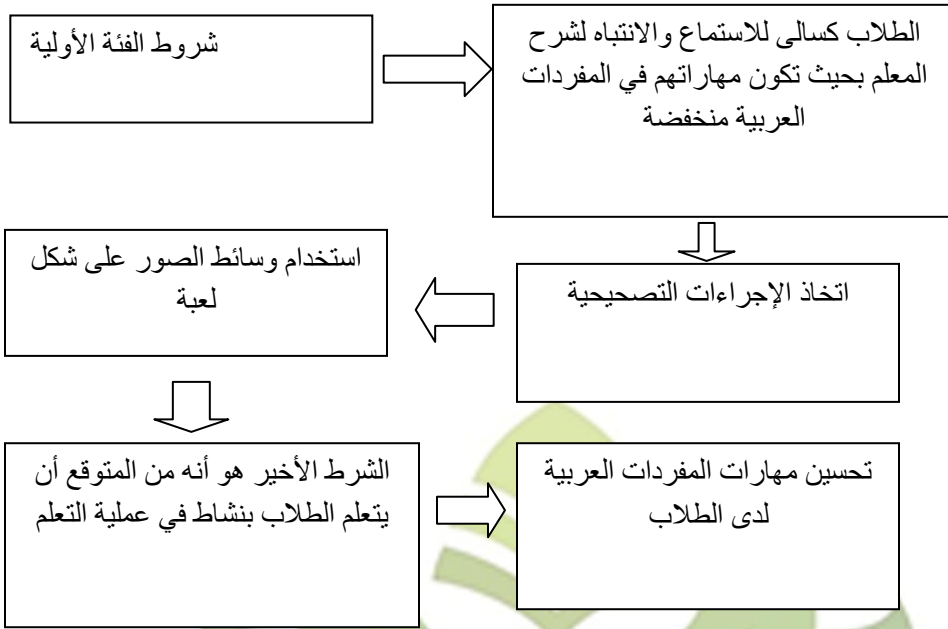 شروط الفئة الأولية
الطلاب كسالى للاستماع والانتباه لشرح
المعلم بحيث تكون مهاراتهم في المفردات
العربية منخفضة
اتخاذ الإجراءات التصحيحية
استخدام وسائط الصور على شكل
لعبة
الشرط الأخير هو أنه من المتوقع أن
يتعلم الطلاب بنشاط في عملية التعلم
تحسين مهارات المفردات العربية
لدى الطلاب